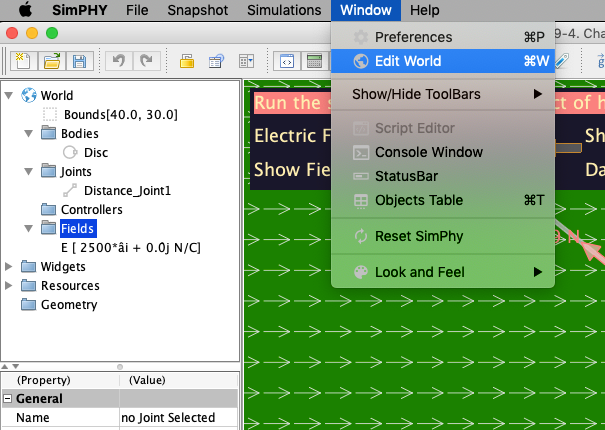 SimPHY File Snapshot Simulations Window Help
9-4. Cha
Preferences ⌘P
Edit World ⌘W
Show/Hide ToolBars
Script Editor
Console Window
StatusBar
Objects Table ⌘T
Reset SimPhy
Look and Feel
World
Bounds[40.0, 30.0]
Bodies
Disc
Joints
Distance_Joint1
Controllers
Fields
E [ 2500*âi + 0.0j N/C]
Widgets
Resources
Geometry
(Property) (Value)
General
Name no Joint Selected
Run the s ct of h
Electric F Sh
Show Fie Da
N